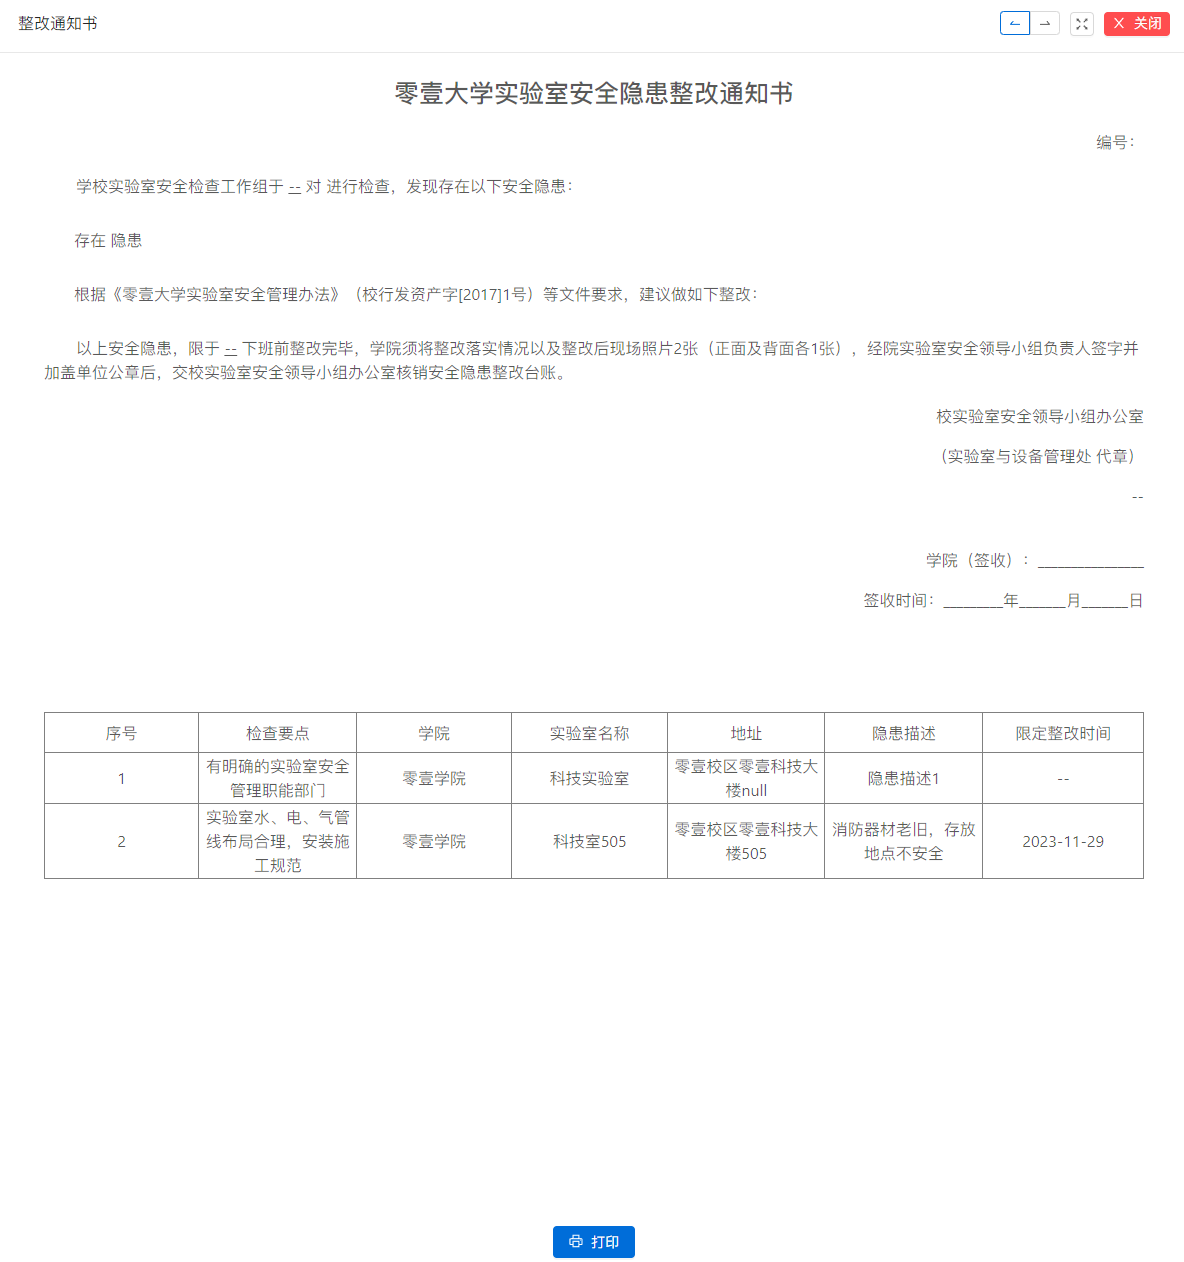 整改通知书
关闭
零壹大学实验室安全隐患整改通知书
编号：
学校实验室安全检查工作组于 -- 对 进行检查，发现存在以下安全隐患：
存在 隐患
根据《零壹大学实验室安全管理办法》（校行发资产字[2017]1号）等文件要求，建议做如下整改：
以上安全隐患，限于 -- 下班前整改完毕，学院须将整改落实情况以及整改后现场照片2张（正面及背面各1张），经院实验室安全领导小组负责人签字并
加盖单位公章后，交校实验室安全领导小组办公室核销安全隐患整改台账。
校实验室安全领导小组办公室
（实验室与设备管理处 代章）
--
学院（签收）：________________
签收时间：_________年_______月_______日
序号 检查要点 学院 实验室名称 地址 隐患描述 限定整改时间
1 有明确的实验室安全管理职能部门 零壹学院 科技实验室 零壹校区零壹科技大楼null 隐患描述1 --
2 实验室水、电、气管线布局合理，安装施工规范 零壹学院 科技室505 零壹校区零壹科技大楼505 消防器材老旧，存放地点不安全 2023-11-29
打印